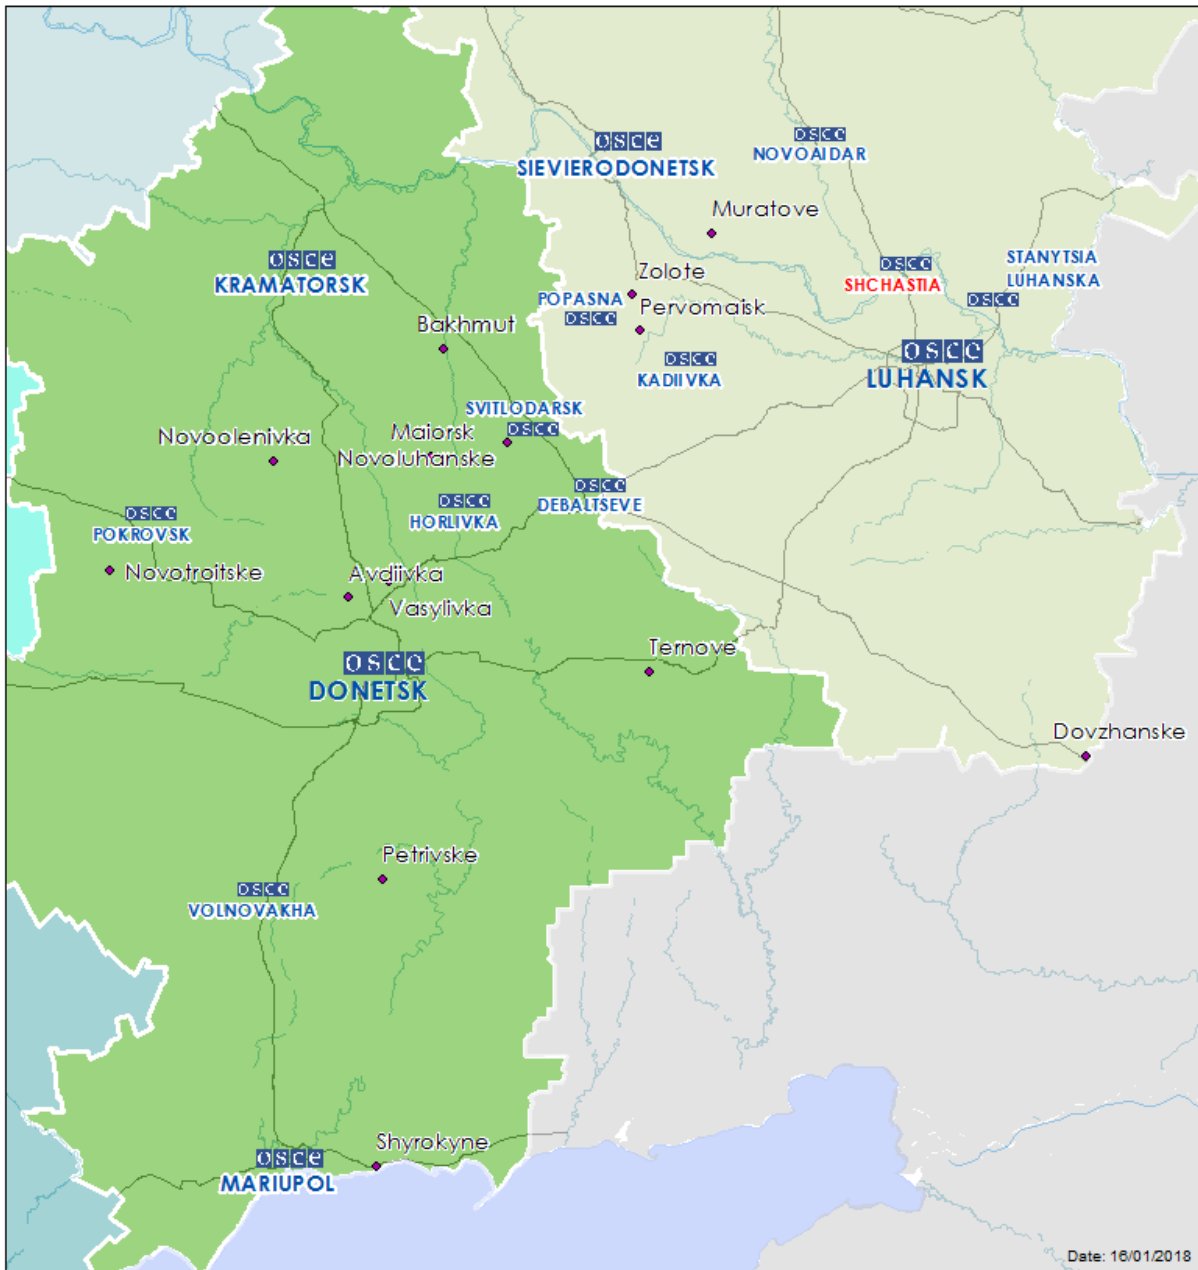 OSCE
SIEVIERODONETSK
OSCE
NOVOAIDAR
Muratove
OSCE
KRAMATORSK
Zolote
OSCE
SHCHASTIA
STANYTSIA
LUHANSKA
OSCE
POPASNA
OSCE
Pervomaisk
Bakhmut
OSCE
KADIIVKA
OSCE
LUHANSK
SVITLODARSK
OSCE
Novoolenivka
Maiorsk
Novoluhanske
OSCE
HORLIVKA
OSCE
DEBALTSEVE
OSCE
POKROVSK
Novotroitske
Avdiivka
Vasylivka
Ternove
OSCE
DONETSK
Dovzhanske
Petrivske
OSCE
VOLNOVAKHA
Shyrokyne
OSCE
MARIUPOL
Date: 16/01/2018